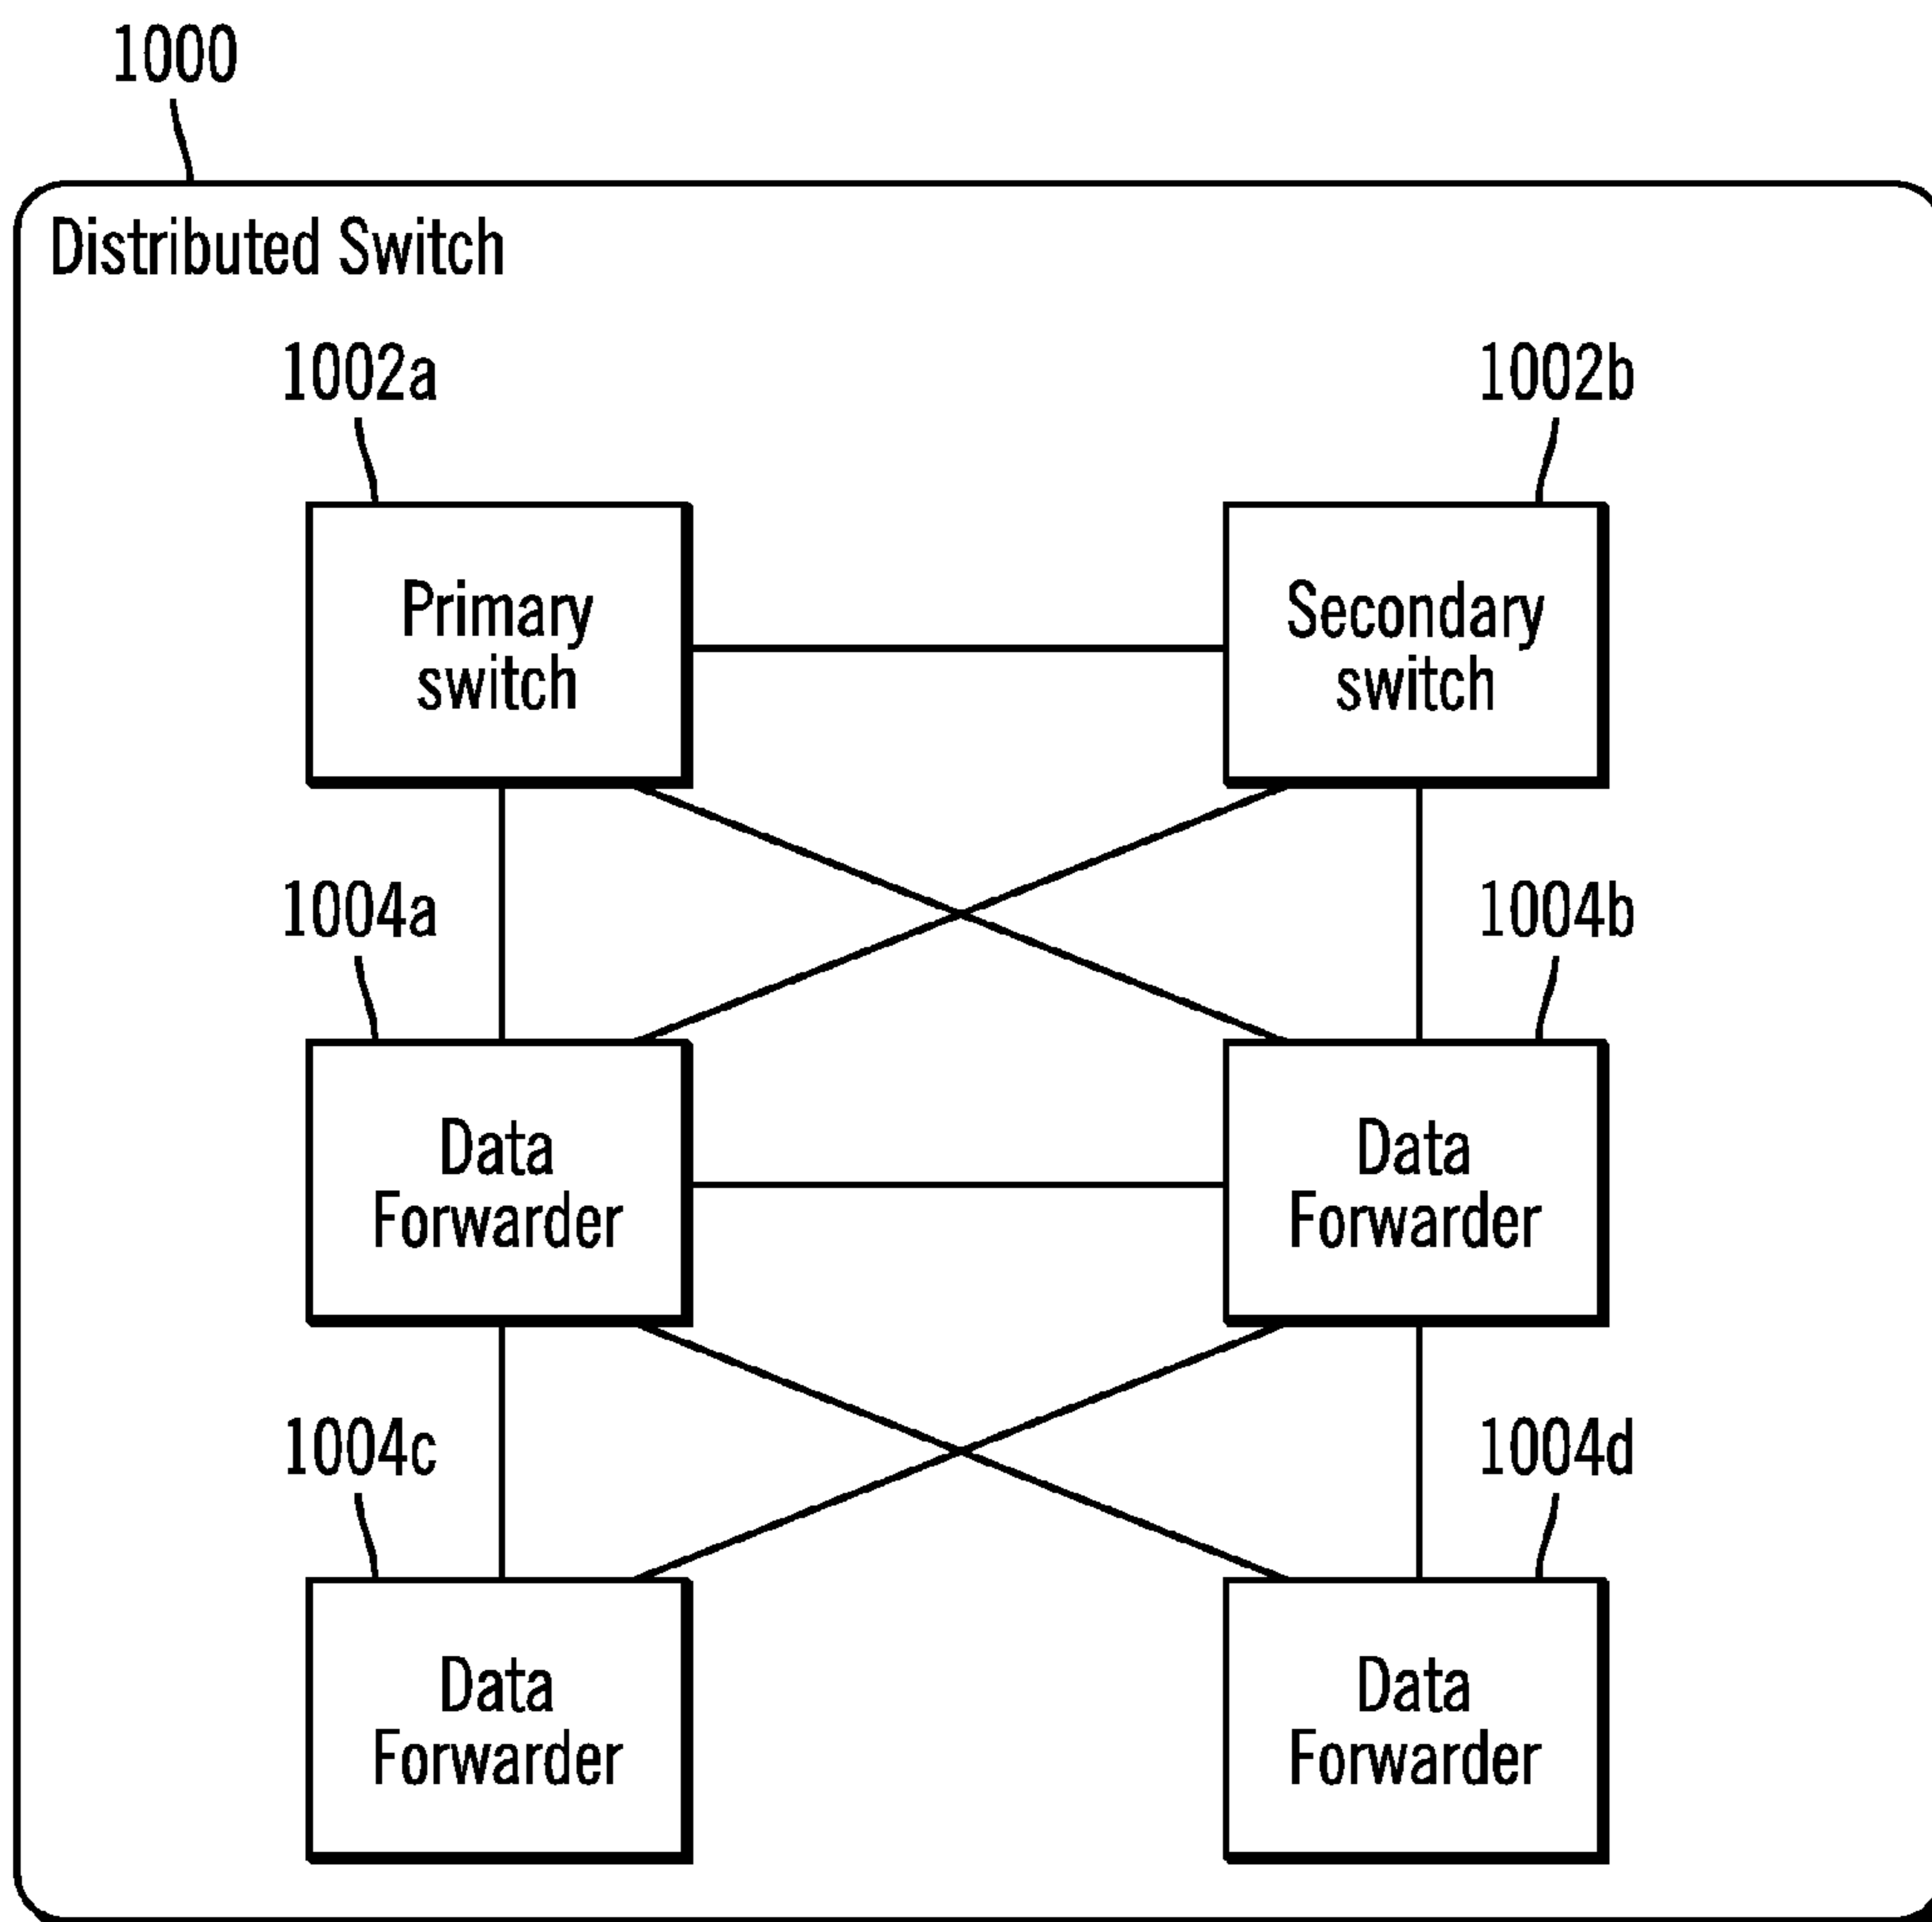 1000
Distributed Switch
1002a
1002b
Primary
switch
Secondary
switch
1004a
1004b
Data
Forwarder
Data
Forwarder
1004c
1004d
Data
Forwarder
Data
Forwarder